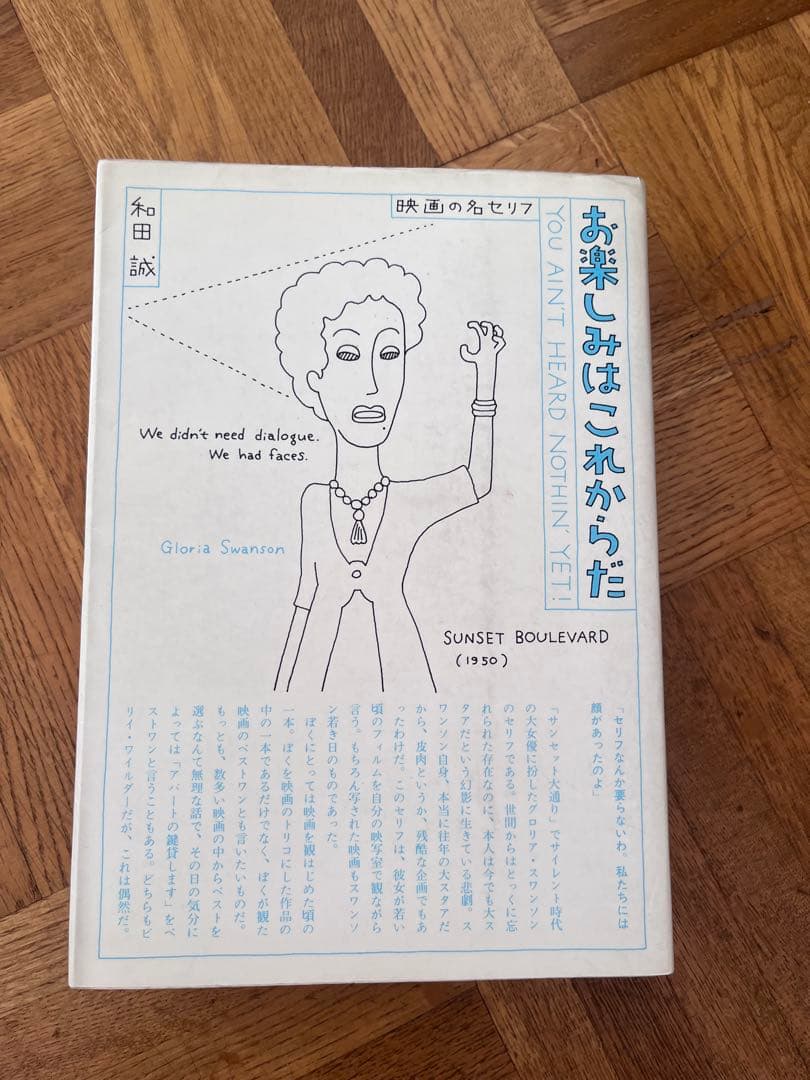 お楽しみはこれからだ
YOU AIN'T HEARD NOTHIN' YET!
映画の名セリフ
和田 誠
We didn't need dialogue.
We had faces.
Gloria Swanson
SUNSET BOULEVARD
(1950)
「セリフなんか要らないわ。私たちには
顔があったのよ」
「サンセット大通り」でサイレント時代
の大女優に扮したグロリア・スワンソン
のセリフである。世間からはとっくに忘
れられた存在なのに、本人は今でも大ス
タアだという幻影に生きている悲劇。ス
ワンソン自身、本当に往年の大スタアだ
から、皮肉というか、残酷な企画でもあ
ったわけだ。このセリフは、彼女が若い
頃のフィルムを自分の映写室で観ながら
言う。もちろん写された映画もスワンソ
ン若き日のものであった。
ぼくにとっては映画を観はじめた頃の
一本。ぼくを映画のトリコにした作品の
中の一本であるだけでなく、ぼくが観た
映画のベストワンとも言いたいものだ。
もっとも、数多い映画の中からベストを
選ぶなんて無理な話で、その日の気分に
よっては「アパートの鍵貸します」をベ
ストワンと言うこともある。どちらもビ
リイ・ワイルダーだが、これは偶然だ。